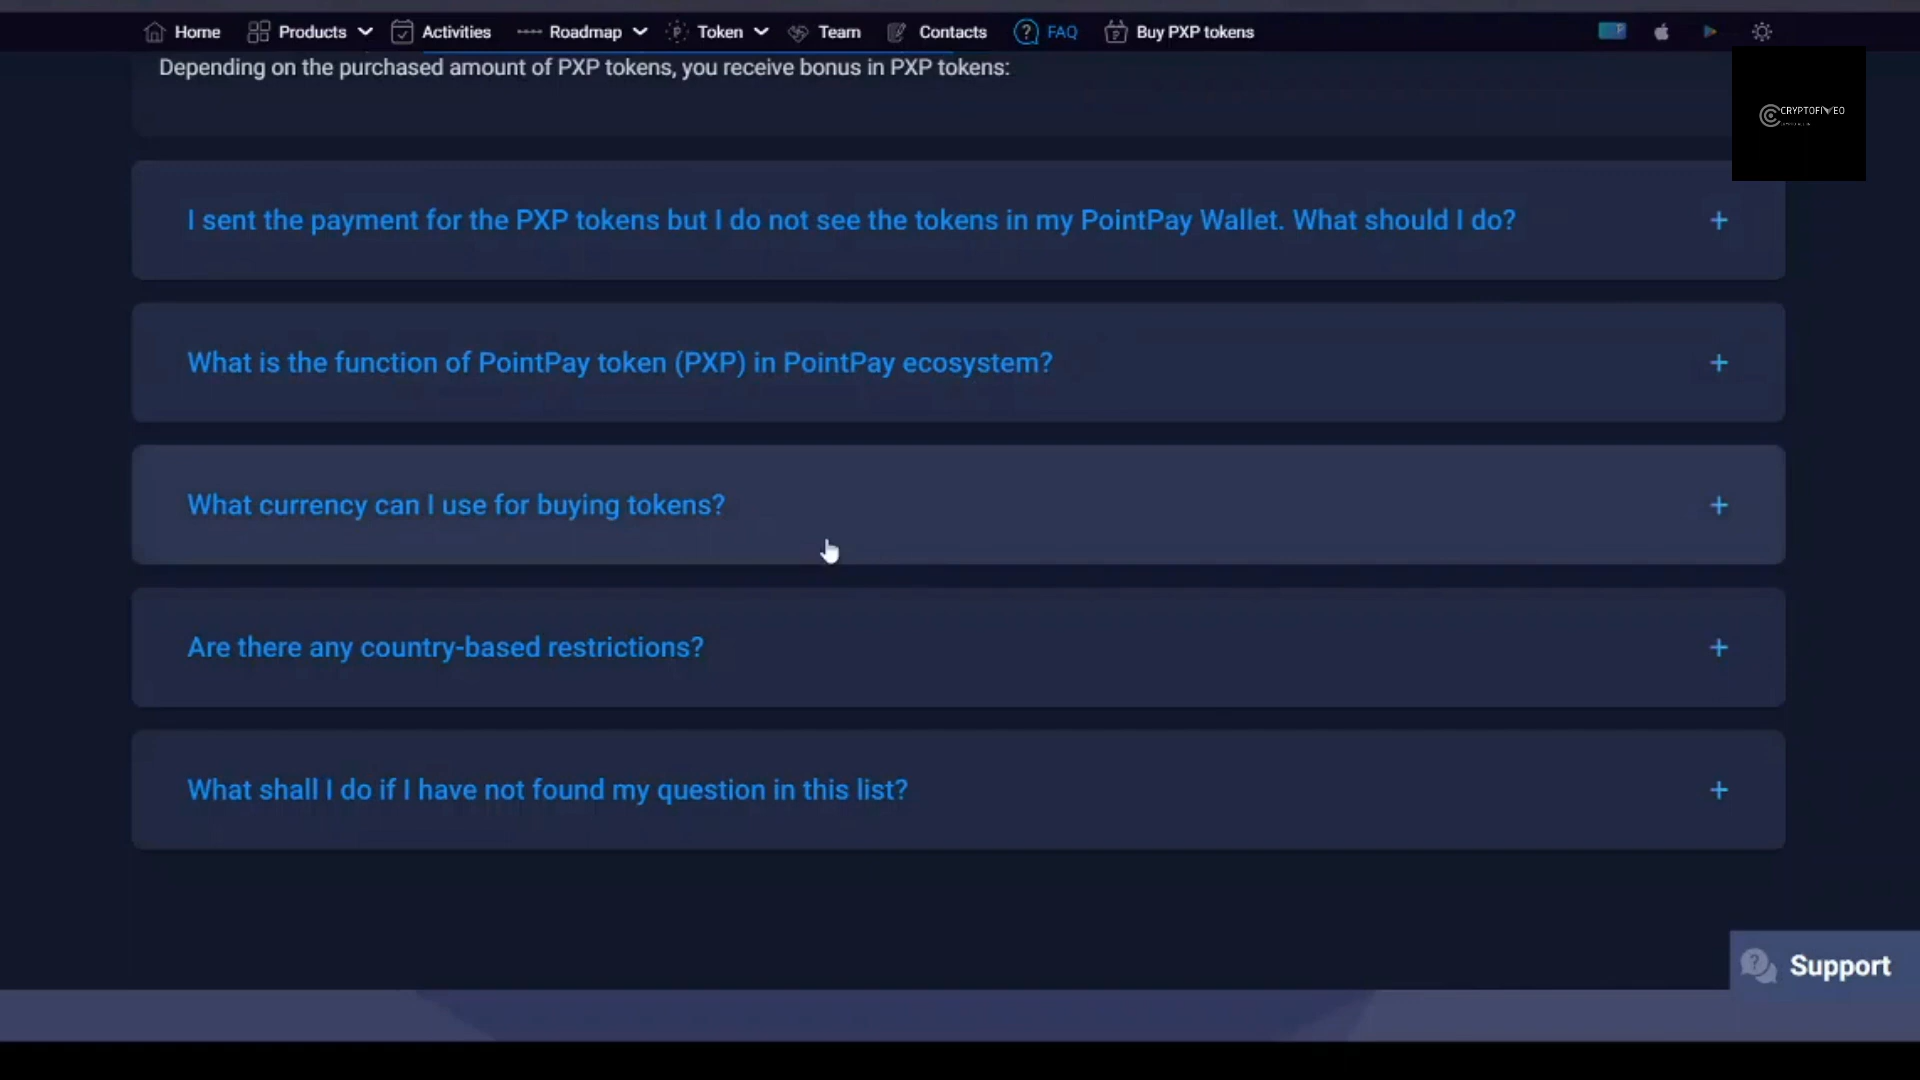 Home Products Activities Roadmap Token Team Contacts FAQ Buy PXP tokens
Depending on the purchased amount of PXP tokens, you receive bonus in PXP tokens:
I sent the payment for the PXP tokens but I do not see the tokens in my PointPay Wallet. What should I do? +
What is the function of PointPay token (PXP) in PointPay ecosystem? +
What currency can I use for buying tokens? +
Are there any country-based restrictions? +
What shall I do if I have not found my question in this list? +
Support